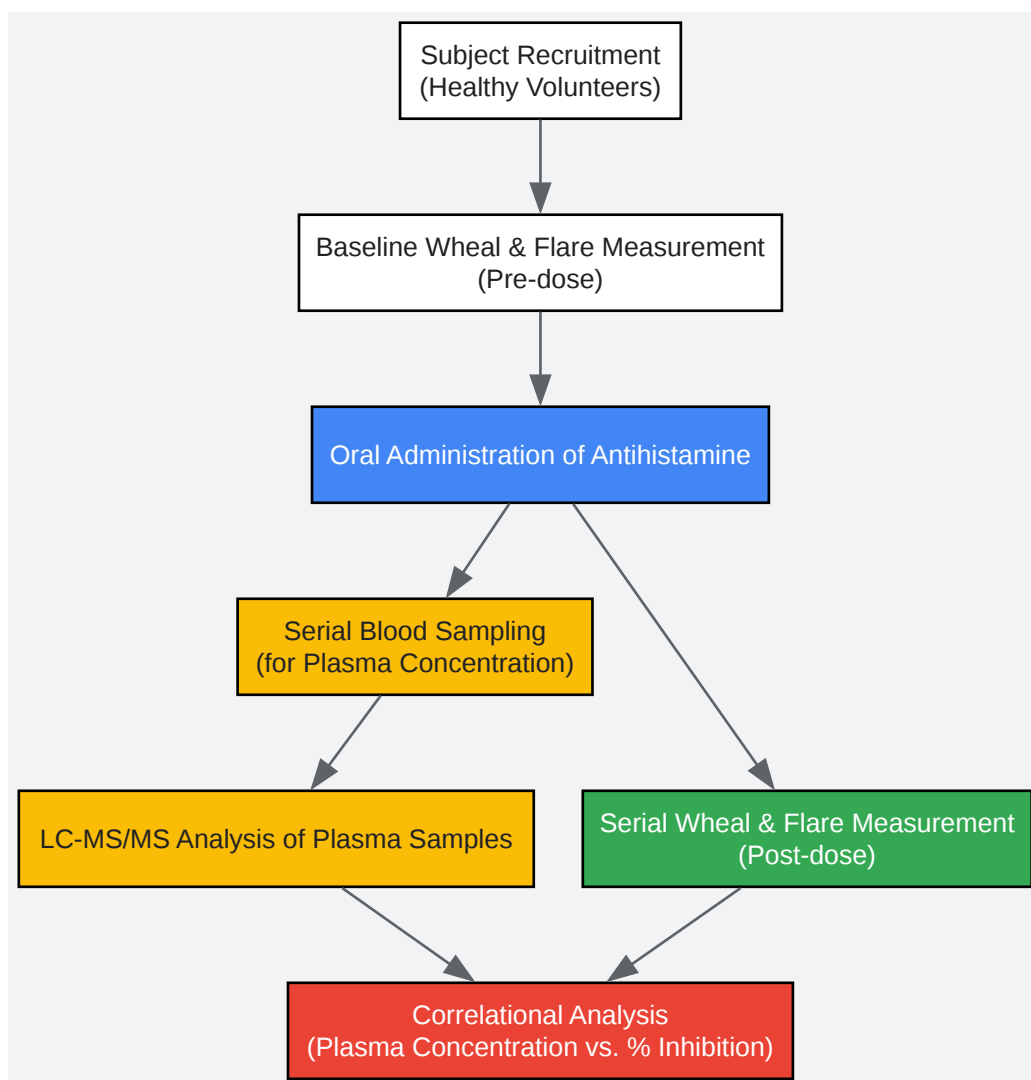 Subject Recruitment
(Healthy Volunteers)
Baseline Wheal & Flare Measurement
(Pre-dose)
Oral Administration of Antihistamine
Serial Blood Sampling
(for Plasma Concentration)
LC-MS/MS Analysis of Plasma Samples
Serial Wheal & Flare Measurement
(Post-dose)
Correlational Analysis
(Plasma Concentration vs. % Inhibition)